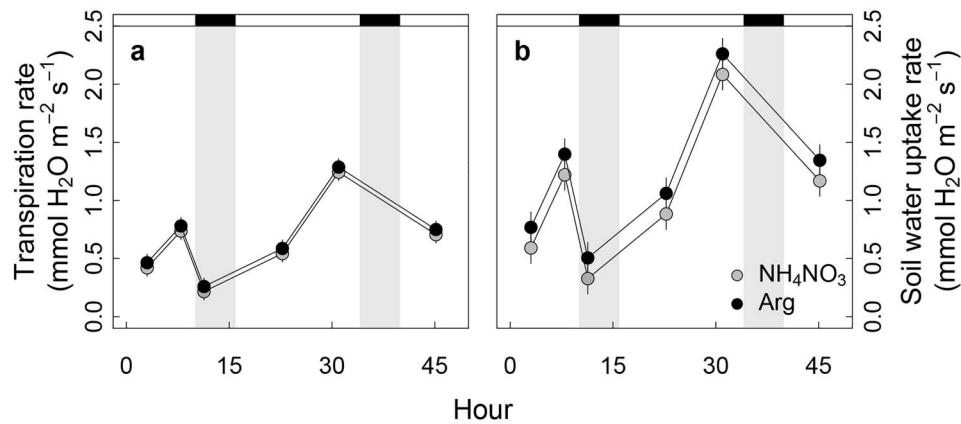 Transpiration rate
(mmol H₂O m⁻² s⁻¹)
0.0 0.5 1.0 1.5 2.0 2.5
a
0 15 30 45
b
NH₄NO₃
Arg
0 15 30 45
0.0 0.5 1.0 1.5 2.0 2.5
Soil water uptake rate
(mmol H₂O m⁻² s⁻¹)
Hour